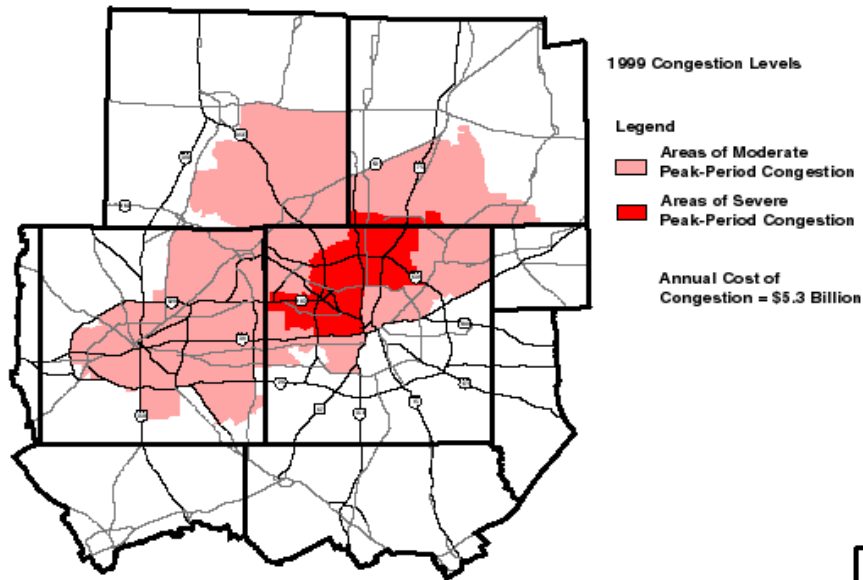 1999 Congestion Levels
Legend
Areas of Moderate
Peak-Period Congestion
Areas of Severe
Peak-Period Congestion
Annual Cost of
Congestion = $5.3 Billion